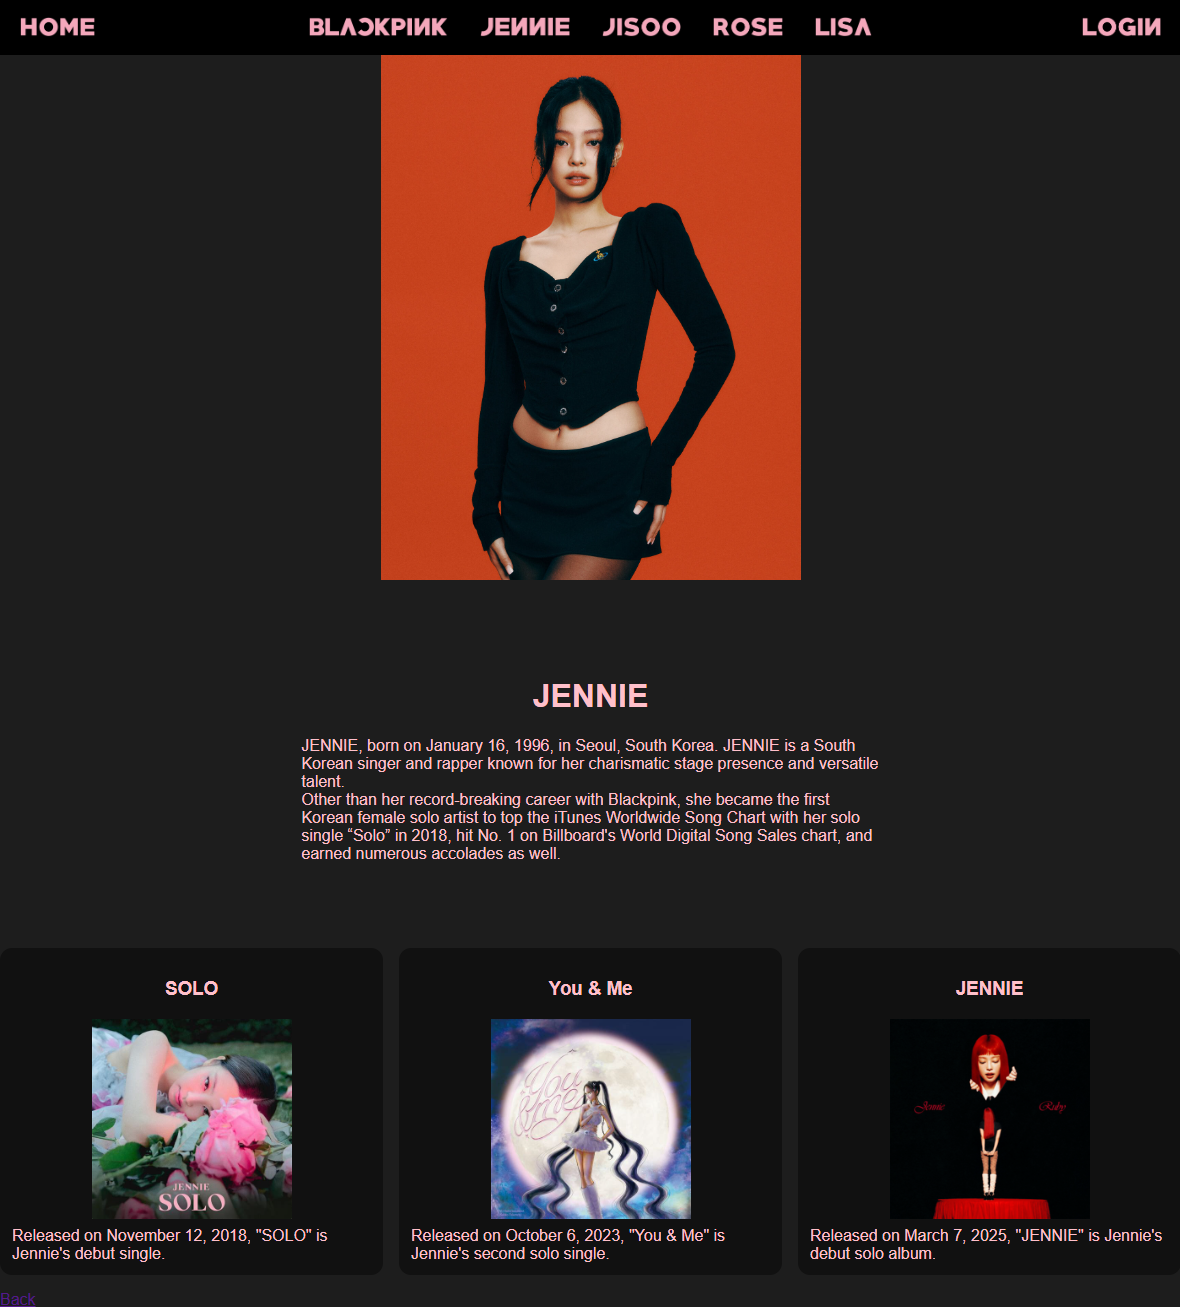 HOME BLACKPINK JENNIE JISOO ROSE LISA LOGIN
JENNIE
JENNIE, born on January 16, 1996, in Seoul, South Korea. JENNIE is a South
Korean singer and rapper known for her charismatic stage presence and versatile
talent.
Other than her record-breaking career with Blackpink, she became the first
Korean female solo artist to top the iTunes Worldwide Song Chart with her solo
single “Solo” in 2018, hit No. 1 on Billboard's World Digital Song Sales chart, and
earned numerous accolades as well.
SOLO
JENNIE
SOLO
Released on November 12, 2018, "SOLO" is
Jennie's debut single.
You & Me
You
& me
Released on October 6, 2023, "You & Me" is
Jennie's second solo single.
JENNIE
Jennie Ruby
Released on March 7, 2025, "JENNIE" is Jennie's
debut solo album.
Back